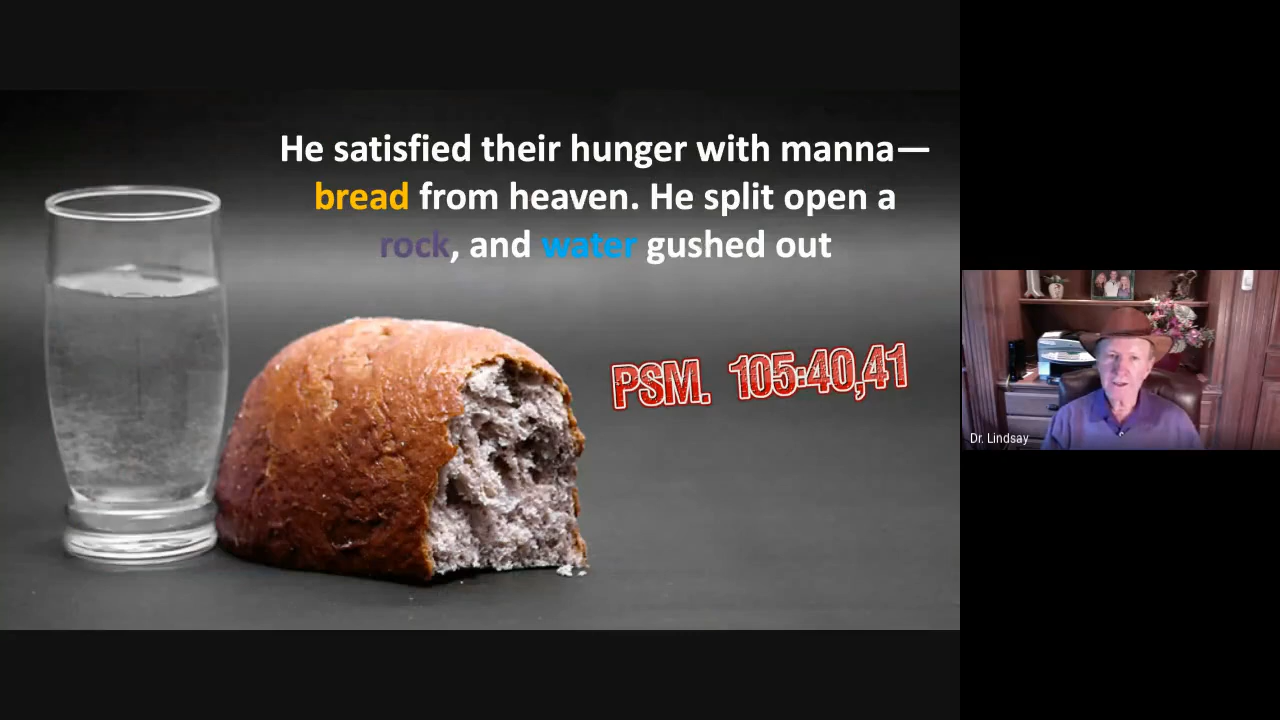 He satisfied their hunger with manna—
bread from heaven. He split open a
rock, and water gushed out
PSM. 105:40,41
Dr. Lindsay